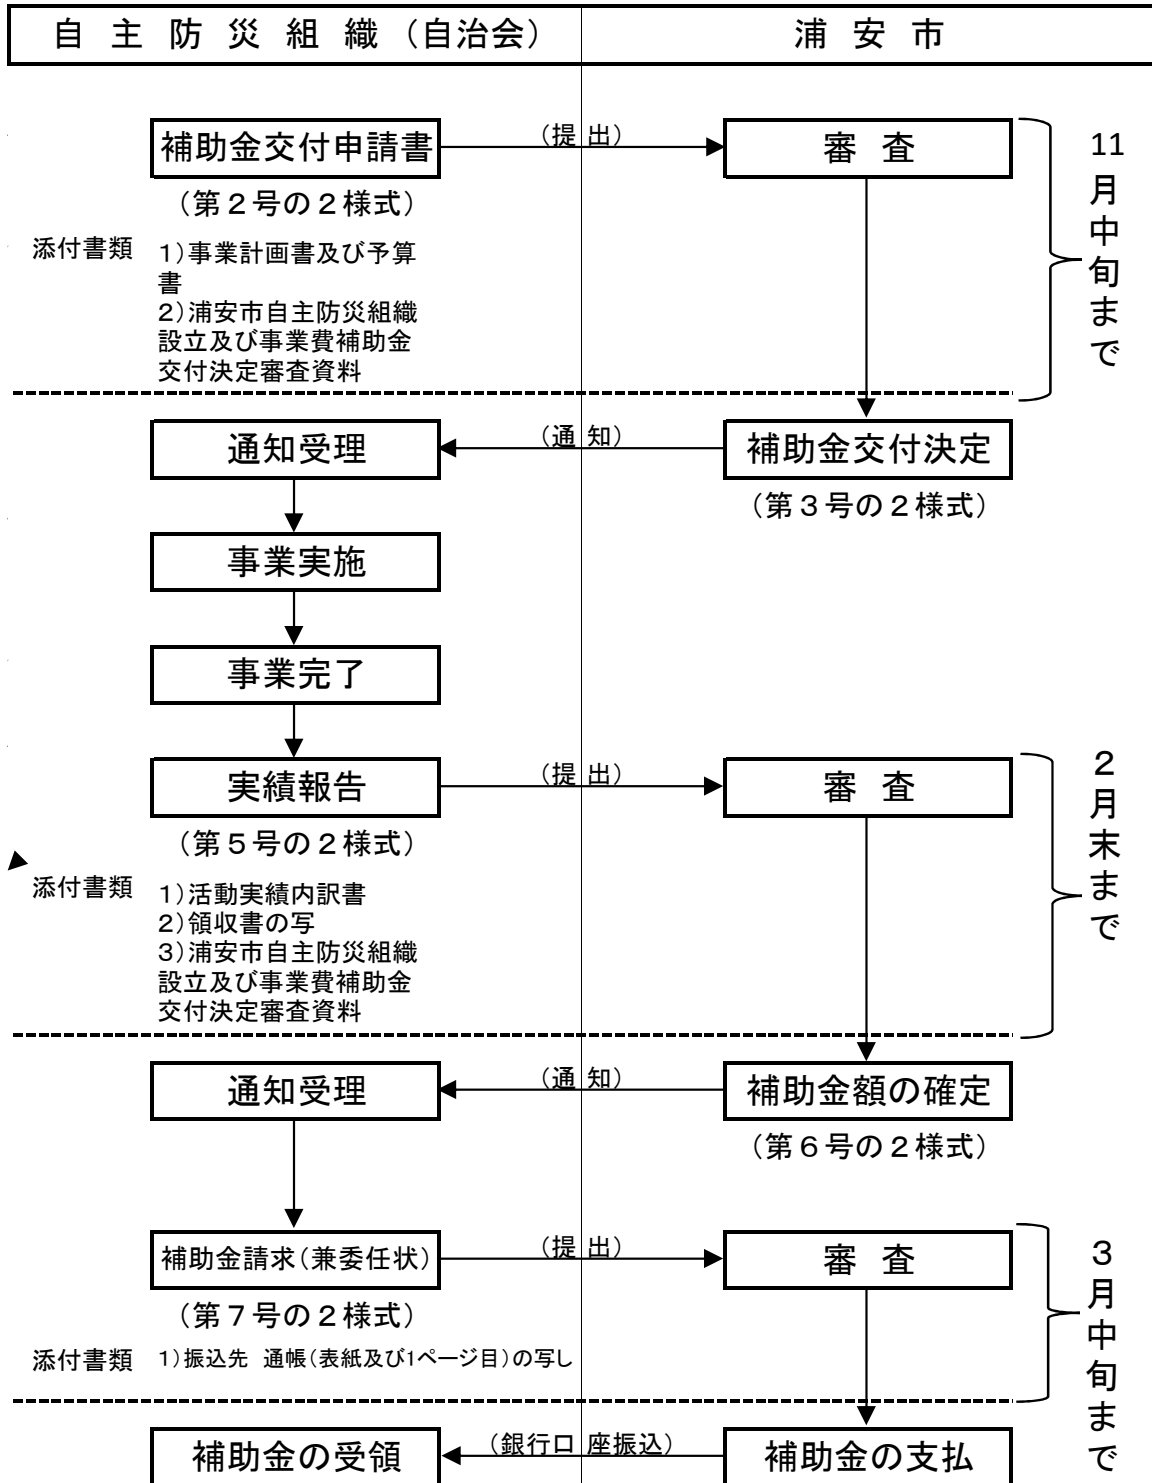 自主防災組織（自治会）
浦安市
補助金交付申請書
（提出）
審査
（第２号の２様式）
添付書類
１）事業計画書及び予算
書
２）浦安市自主防災組織
設立及び事業費補助金
交付決定審査資料
11月中旬まで
通知受理
（通知）
補助金交付決定
（第３号の２様式）
事業実施
事業完了
実績報告
（提出）
審査
（第５号の２様式）
添付書類
１）活動実績内訳書
２）領収書の写
３）浦安市自主防災組織
設立及び事業費補助金
交付決定審査資料
２月末まで
通知受理
（通知）
補助金額の確定
（第６号の２様式）
補助金請求（兼委任状）
（提出）
審査
（第７号の２様式）
添付書類
１）振込先 通帳（表紙及び1ページ目）の写し
３月中旬まで
補助金の受領
（銀行口座振込）
補助金の支払